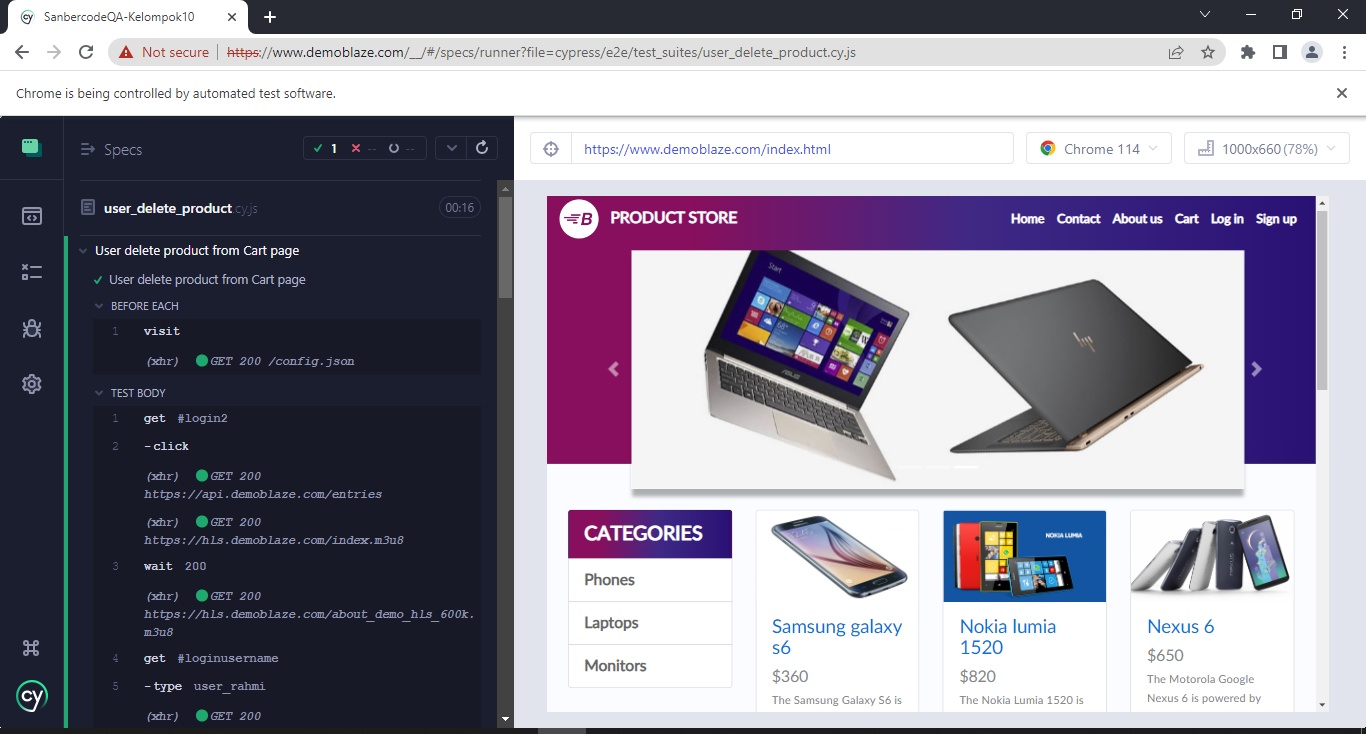 SanbercodeQA-Kelompok10
Not secure https://www.demoblaze.com/__/#/specs/runner?file=cypress/e2e/test_suites/user_delete_product.cy.js
Chrome is being controlled by automated test software.
Specs
1 -- --
user_delete_product.cy.js 00:16
User delete product from Cart page
User delete product from Cart page
BEFORE EACH
1 visit
(xhr) GET 200 /config.json
TEST BODY
1 get #login2
2 -click
(xhr) GET 200
https://api.demoblaze.com/entries
(xhr) GET 200
https://hls.demoblaze.com/index.m3u8
3 wait 200
(xhr) GET 200
https://hls.demoblaze.com/about_demo_hls_600k.
m3u8
4 get #loginusername
5 -type user_rahmi
(xhr) GET 200
cy
https://www.demoblaze.com/index.html
Chrome 114
1000x660 (78%)
B PRODUCT STORE
Home Contact About us Cart Log in Sign up
Start
ASUS
hp
CATEGORIES
Phones
Laptops
Monitors
Samsung galaxy
s6
$360
The Samsung Galaxy S6 is
NOKIA LUMIA
Nokia lumia
1520
$820
The Nokia Lumia 1520 is
Nexus 6
$650
The Motorola Google
Nexus 6 is powered by